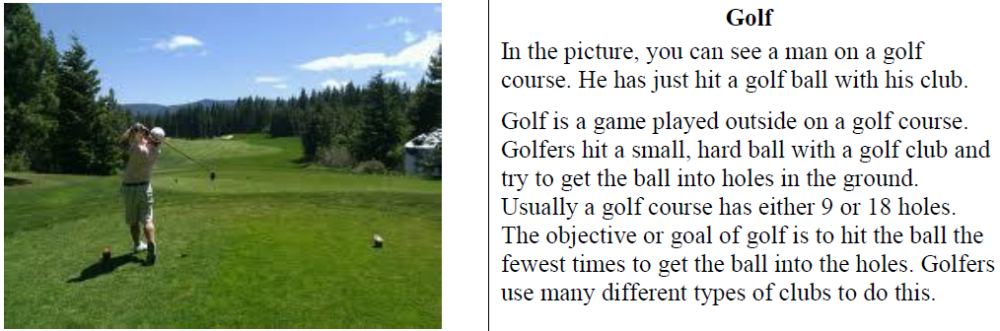 Golf
In the picture, you can see a man on a golf
course. He has just hit a golf ball with his club.
Golf is a game played outside on a golf course.
Golfers hit a small, hard ball with a golf club and
try to get the ball into holes in the ground.
Usually a golf course has either 9 or 18 holes.
The objective or goal of golf is to hit the ball the
fewest times to get the ball into the holes. Golfers
use many different types of clubs to do this.